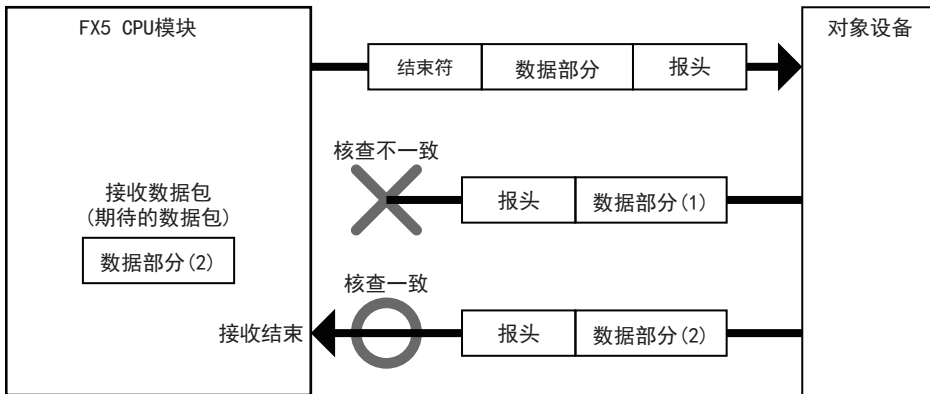 FX5 CPU模块
对象设备
结束符 数据部分 报头
核查不一致
报头 数据部分(1)
接收数据包
(期待的数据包)
数据部分(2)
核查一致
接收结束
报头 数据部分(2)